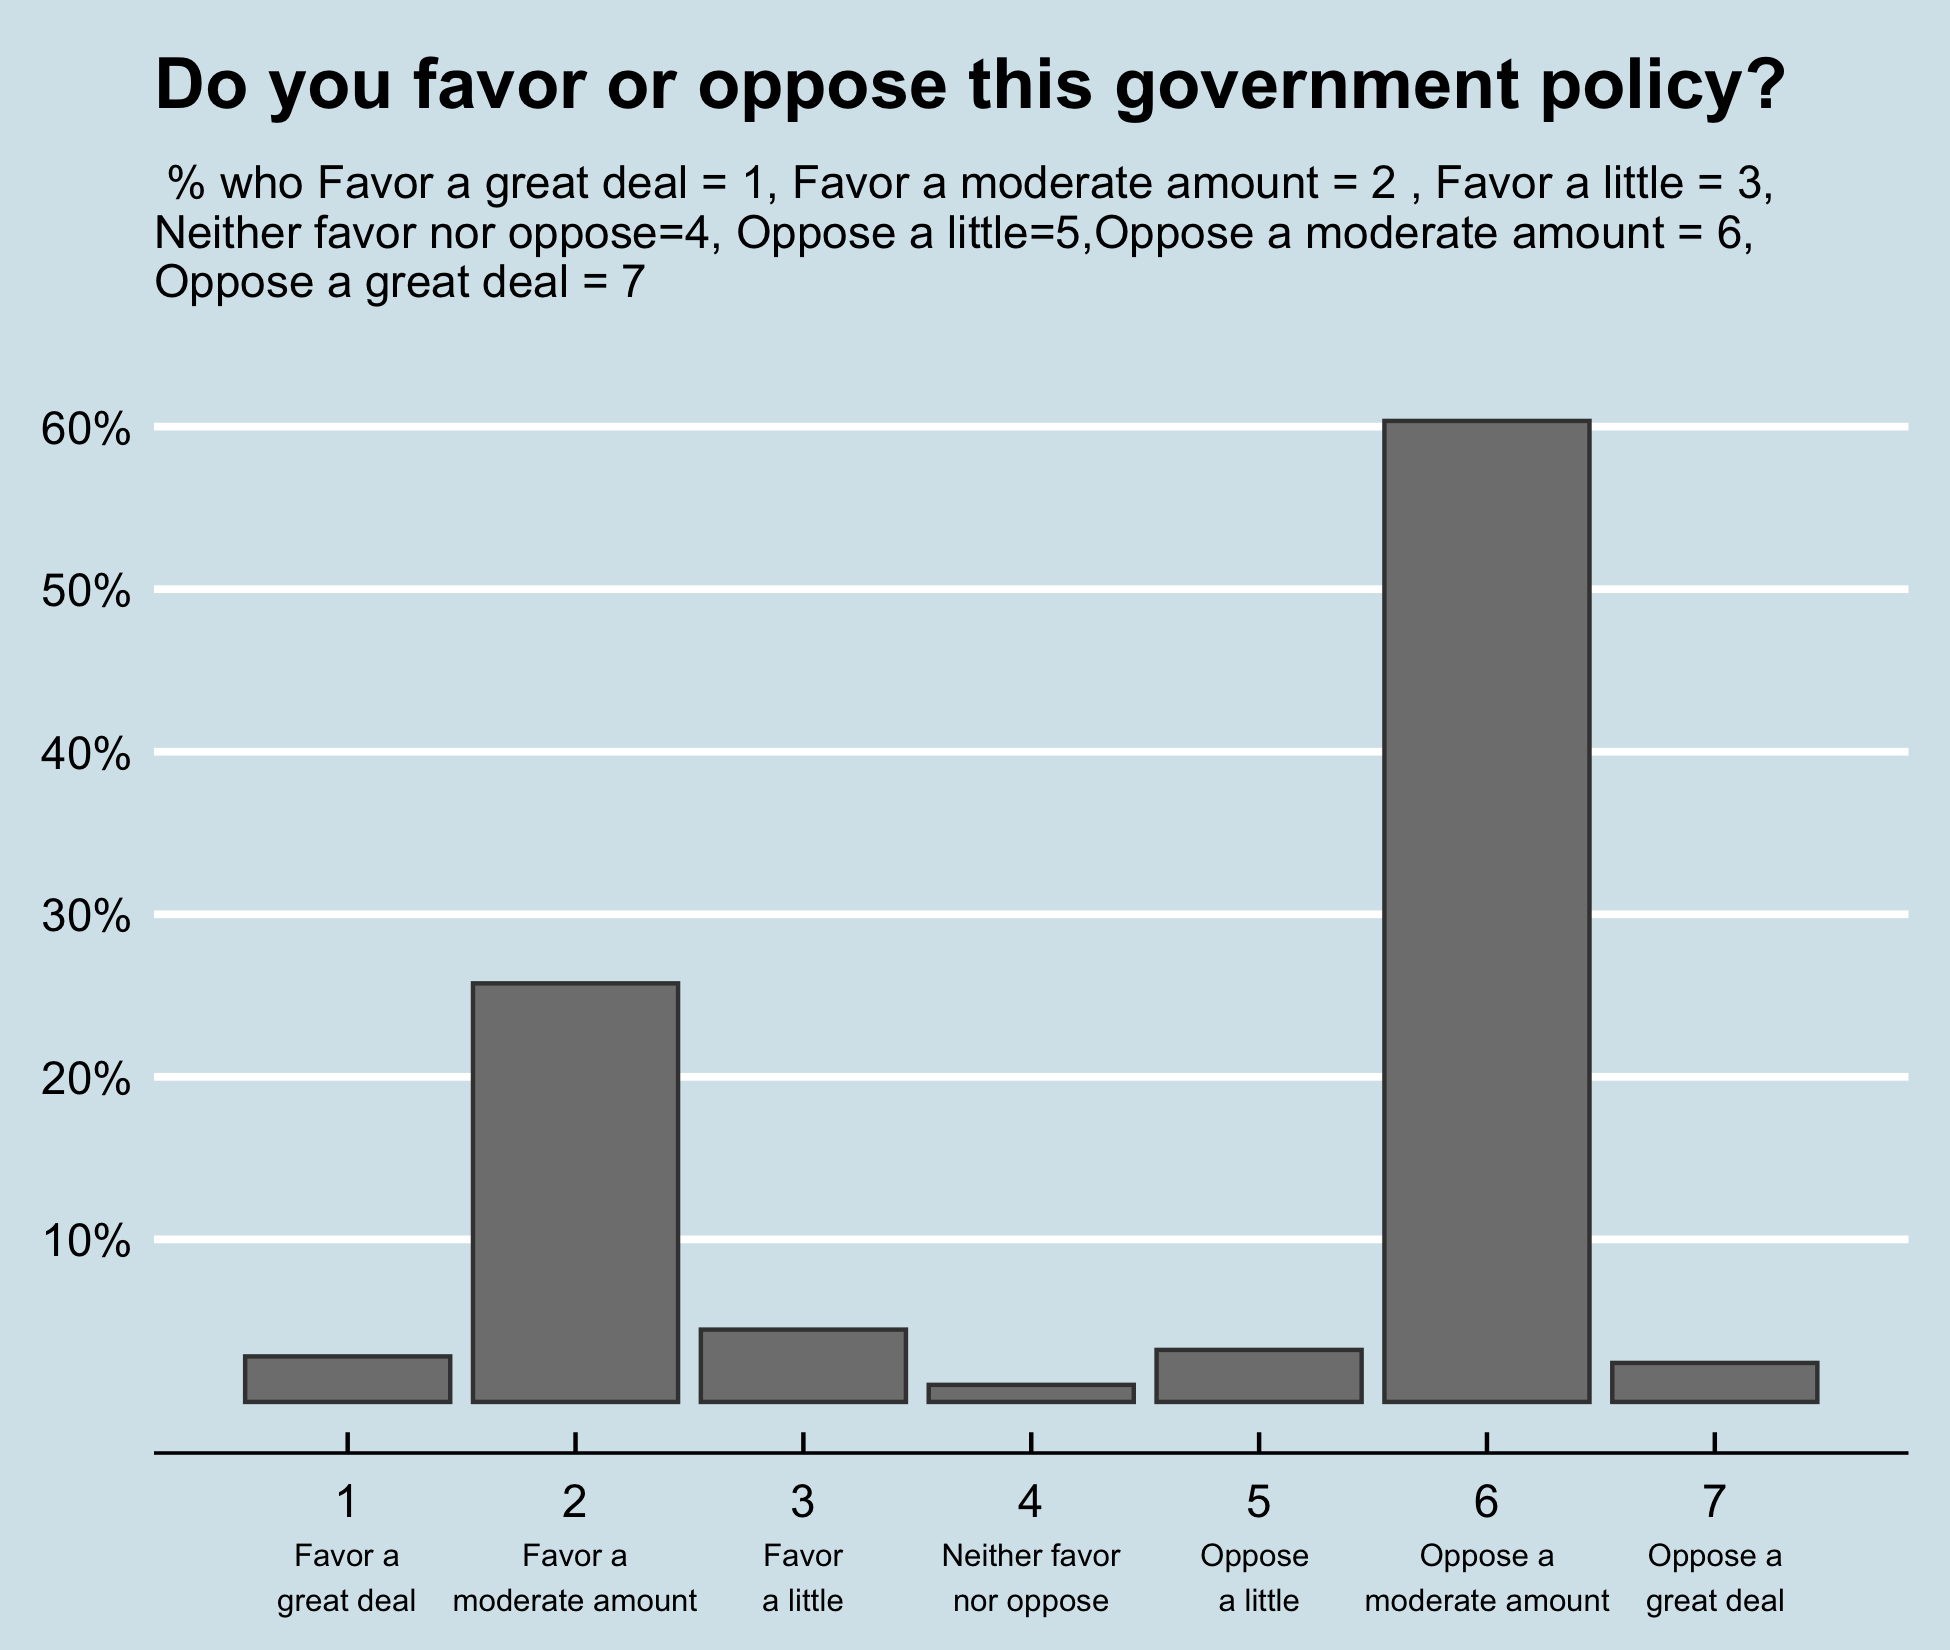 Do you favor or oppose this government policy?
% who Favor a great deal = 1, Favor a moderate amount = 2 , Favor a little = 3,
Neither favor nor oppose=4, Oppose a little=5,Oppose a moderate amount = 6,
Oppose a great deal = 7
60%
50%
40%
30%
20%
10%
1 2 3 4 5 6 7
Favor a Favor a Favor Neither favor Oppose Oppose a Oppose a
great deal moderate amount a little nor oppose a little moderate amount great deal